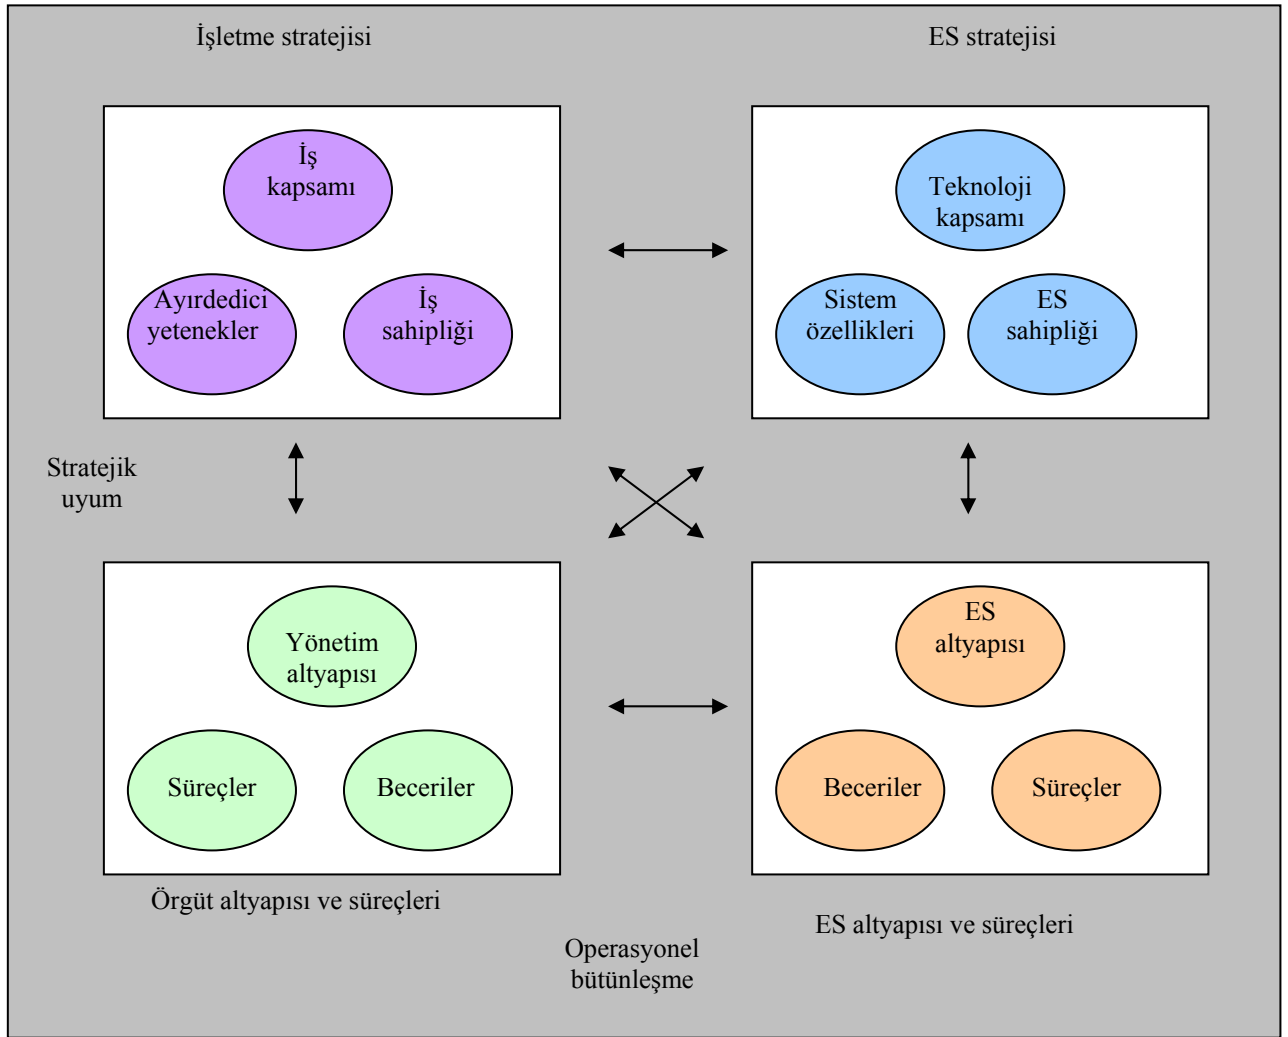 İşletme stratejisi
ES stratejisi
İş
kapsamı
Ayırdedici
yetenekler
İş
sahipliği
Teknoloji
kapsamı
Sistem
özellikleri
ES
sahipliği
Stratejik
uyum
Yönetim
altyapısı
Süreçler
Beceriler
ES
altyapısı
Beceriler
Süreçler
Örgüt altyapısı ve süreçleri
ES altyapısı ve süreçleri
Operasyonel
bütünleşme